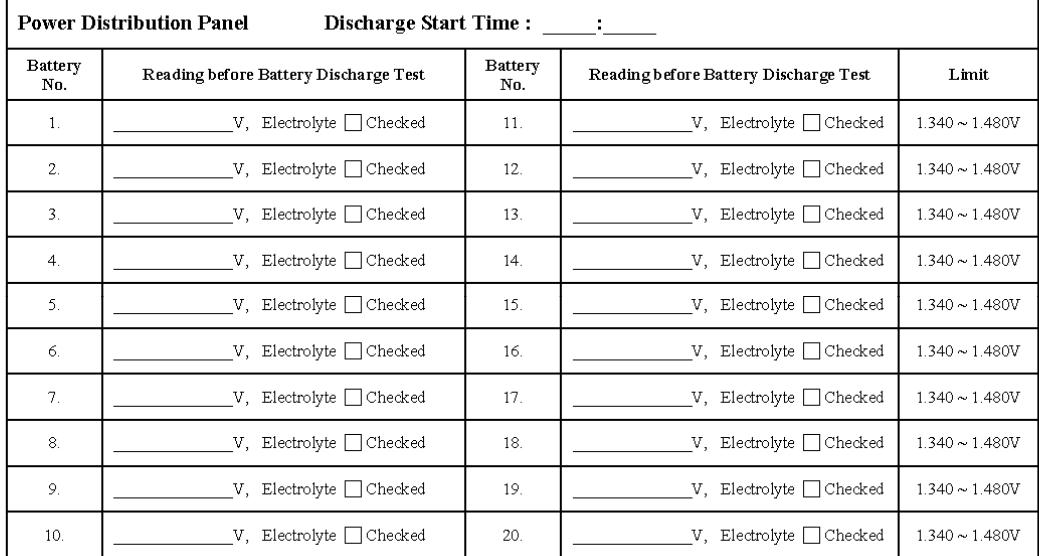 Power Distribution Panel Discharge Start Time : _____:_____
Battery No. Reading before Battery Discharge Test Battery No. Reading before Battery Discharge Test Limit
1. ____________V, Electrolyte ☐ Checked 11. ____________V, Electrolyte ☐ Checked 1.340 ~ 1.480V
2. ____________V, Electrolyte ☐ Checked 12. ____________V, Electrolyte ☐ Checked 1.340 ~ 1.480V
3. ____________V, Electrolyte ☐ Checked 13. ____________V, Electrolyte ☐ Checked 1.340 ~ 1.480V
4. ____________V, Electrolyte ☐ Checked 14. ____________V, Electrolyte ☐ Checked 1.340 ~ 1.480V
5. ____________V, Electrolyte ☐ Checked 15. ____________V, Electrolyte ☐ Checked 1.340 ~ 1.480V
6. ____________V, Electrolyte ☐ Checked 16. ____________V, Electrolyte ☐ Checked 1.340 ~ 1.480V
7. ____________V, Electrolyte ☐ Checked 17. ____________V, Electrolyte ☐ Checked 1.340 ~ 1.480V
8. ____________V, Electrolyte ☐ Checked 18. ____________V, Electrolyte ☐ Checked 1.340 ~ 1.480V
9. ____________V, Electrolyte ☐ Checked 19. ____________V, Electrolyte ☐ Checked 1.340 ~ 1.480V
10. ____________V, Electrolyte ☐ Checked 20. ____________V, Electrolyte ☐ Checked 1.340 ~ 1.480V